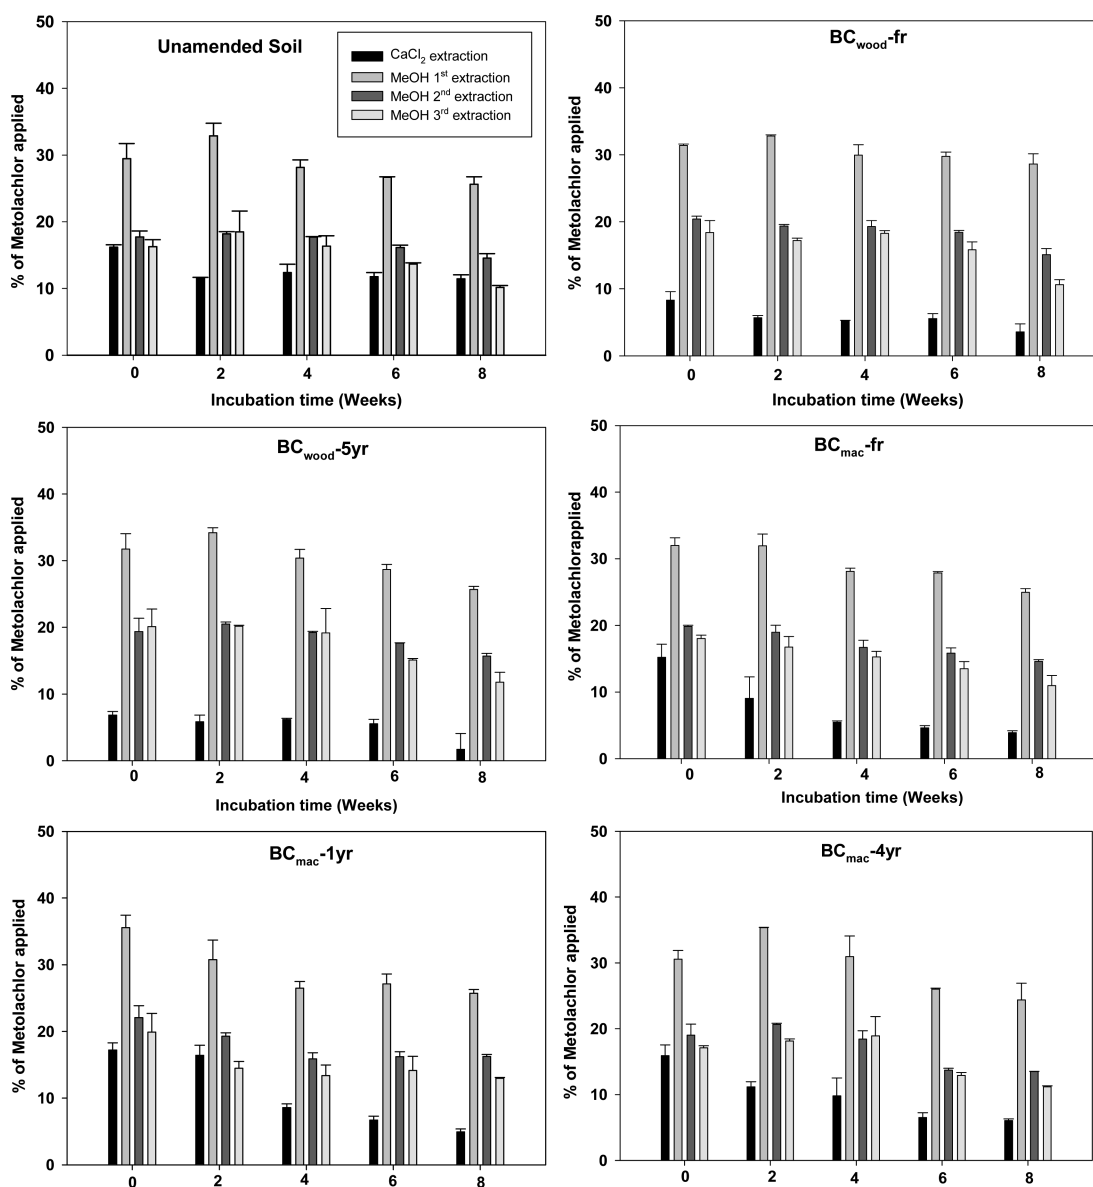 Unamended Soil
CaCl2 extraction
MeOH 1st extraction
MeOH 2nd extraction
MeOH 3rd extraction
% of Metolachlor applied
50
40
30
20
10
0
0 2 4 6 8
Incubation time (Weeks)
BCwood-fr
% of Metolachlor applied
50
40
30
20
10
0
0 2 4 6 8
Incubation time (Weeks)
BCwood-5yr
% of Metolachlor applied
50
40
30
20
10
0
0 2 4 6 8
Incubation time (Weeks)
BCmac-fr
% of Metolachlorapplied
50
40
30
20
10
0
0 2 4 6 8
Incubation time (Weeks)
BCmac-1yr
% of Metolachlor applied
50
40
30
20
10
0
0 2 4 6 8
BCmac-4yr
% of Metolachlor applied
50
40
30
20
10
0
0 2 4 6 8